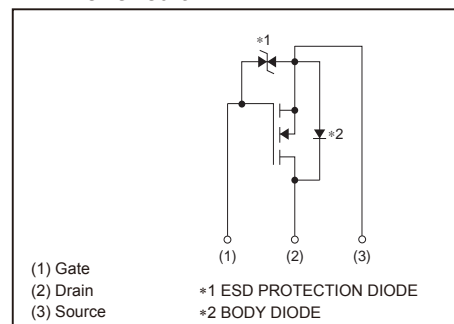 ∗1
∗2
(1) (2) (3)
(1) Gate
(2) Drain ∗1 ESD PROTECTION DIODE
(3) Source ∗2 BODY DIODE